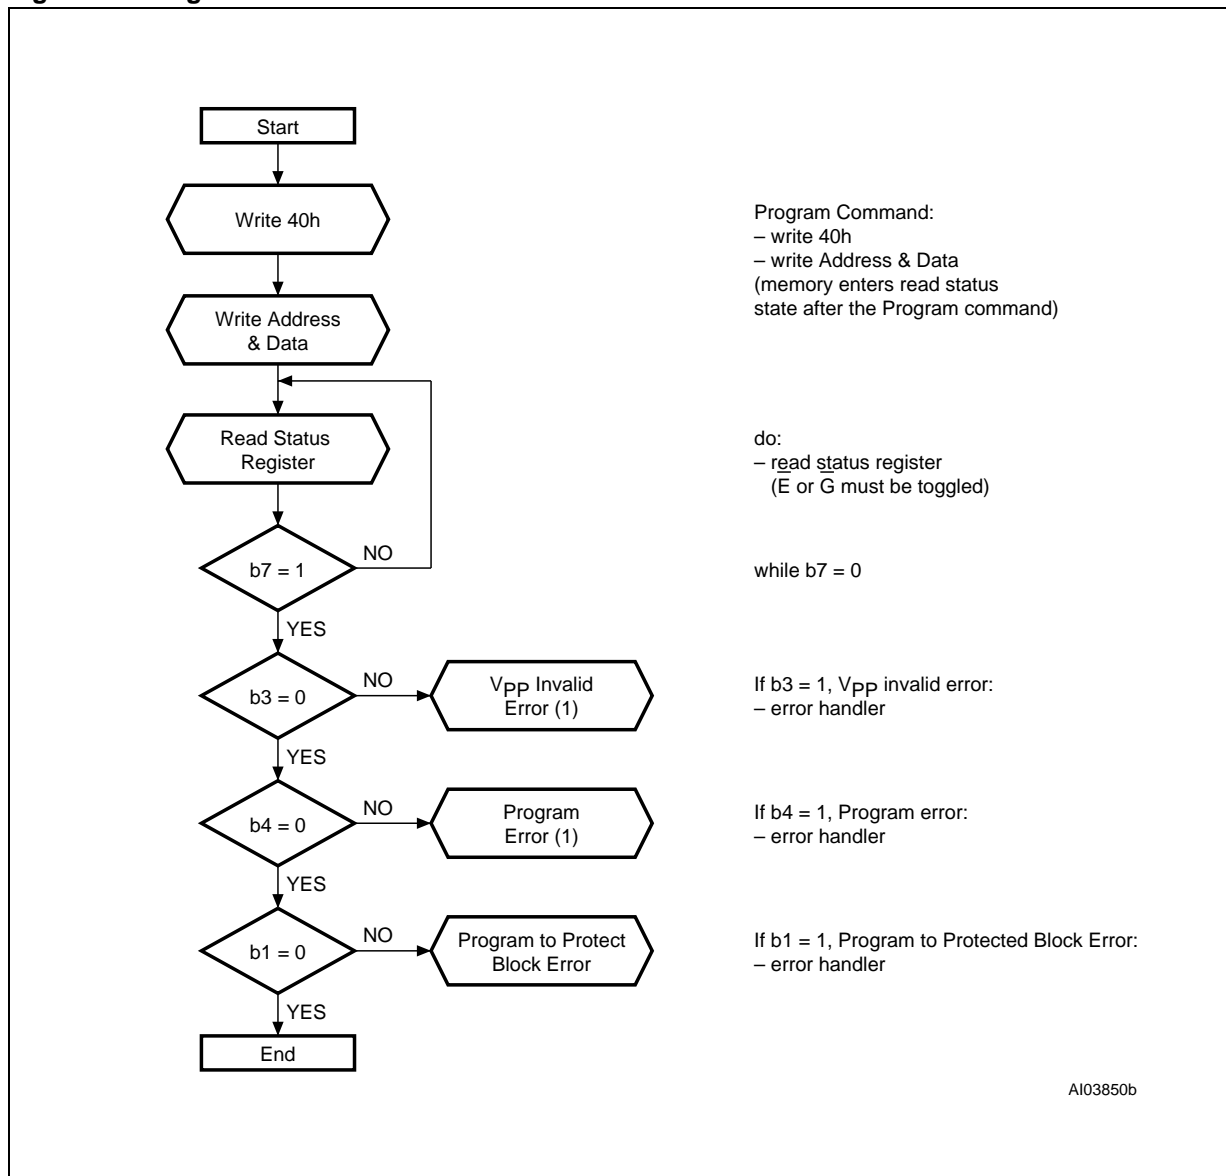 Start
Write 40h
Program Command:
– write 40h
– write Address & Data
(memory enters read status
state after the Program command)
Write Address
& Data
Read Status
Register
do:
– read status register
(E̅ or G̅ must be toggled)
b7 = 1
NO
while b7 = 0
YES
b3 = 0
NO
VPP Invalid
Error (1)
If b3 = 1, VPP invalid error:
– error handler
YES
b4 = 0
NO
Program
Error (1)
If b4 = 1, Program error:
– error handler
YES
b1 = 0
NO
Program to Protect
Block Error
If b1 = 1, Program to Protected Block Error:
– error handler
YES
End
AI03850b